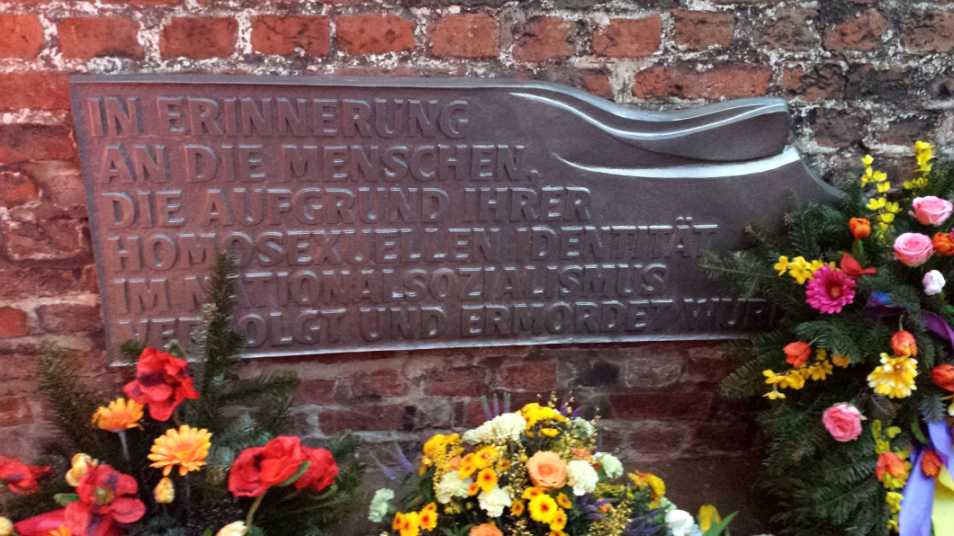 IN ERINNERUNG
AN DIE MENSCHEN,
DIE AUFGRUND IHRER
HOMOSEXUELLEN IDENTITÄT
IM NATIONALSOZIALISMUS
VERFOLGT UND ERMORDET